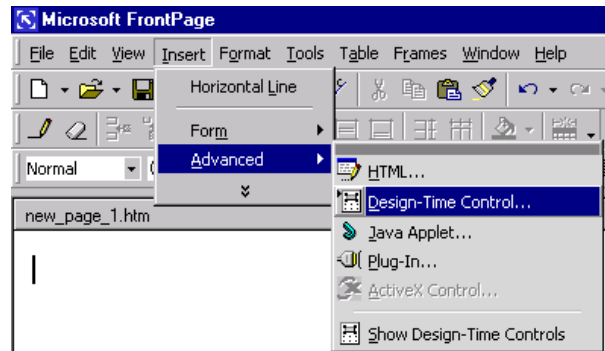 Microsoft FrontPage
File Edit View Insert Format Tools Table Frames Window Help
Horizontal Line
Form
Advanced
Normal
HTML...
Design-Time Control...
new_page_1.htm
Java Applet...
Plug-In...
ActiveX Control...
Show Design-Time Controls